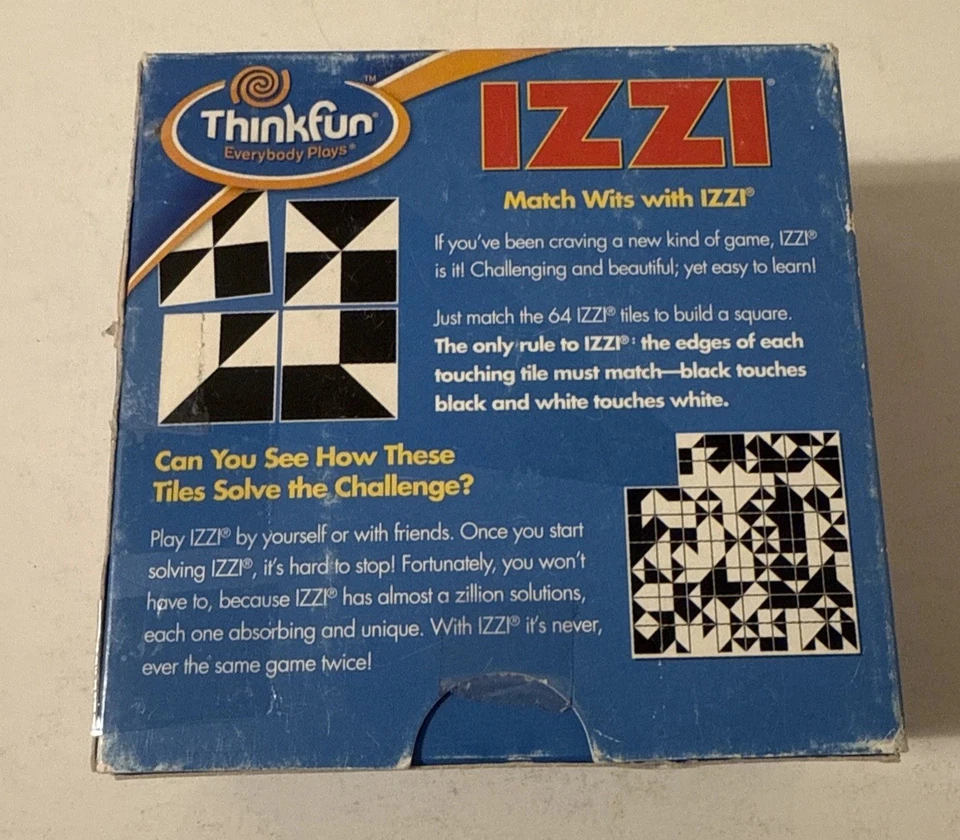 ThinkFun®™
Everybody Plays®
IZZI®
Match Wits with IZZI®
If you've been craving a new kind of game, IZZI®
is it! Challenging and beautiful; yet easy to learn!
Just match the 64 IZZI® tiles to build a square.
The only rule to IZZI®: the edges of each
touching tile must match—black touches
black and white touches white.
Can You See How These
Tiles Solve the Challenge?
Play IZZI® by yourself or with friends. Once you start
solving IZZI®, it's hard to stop! Fortunately, you won't
have to, because IZZI® has almost a zillion solutions,
each one absorbing and unique. With IZZI® it's never,
ever the same game twice!